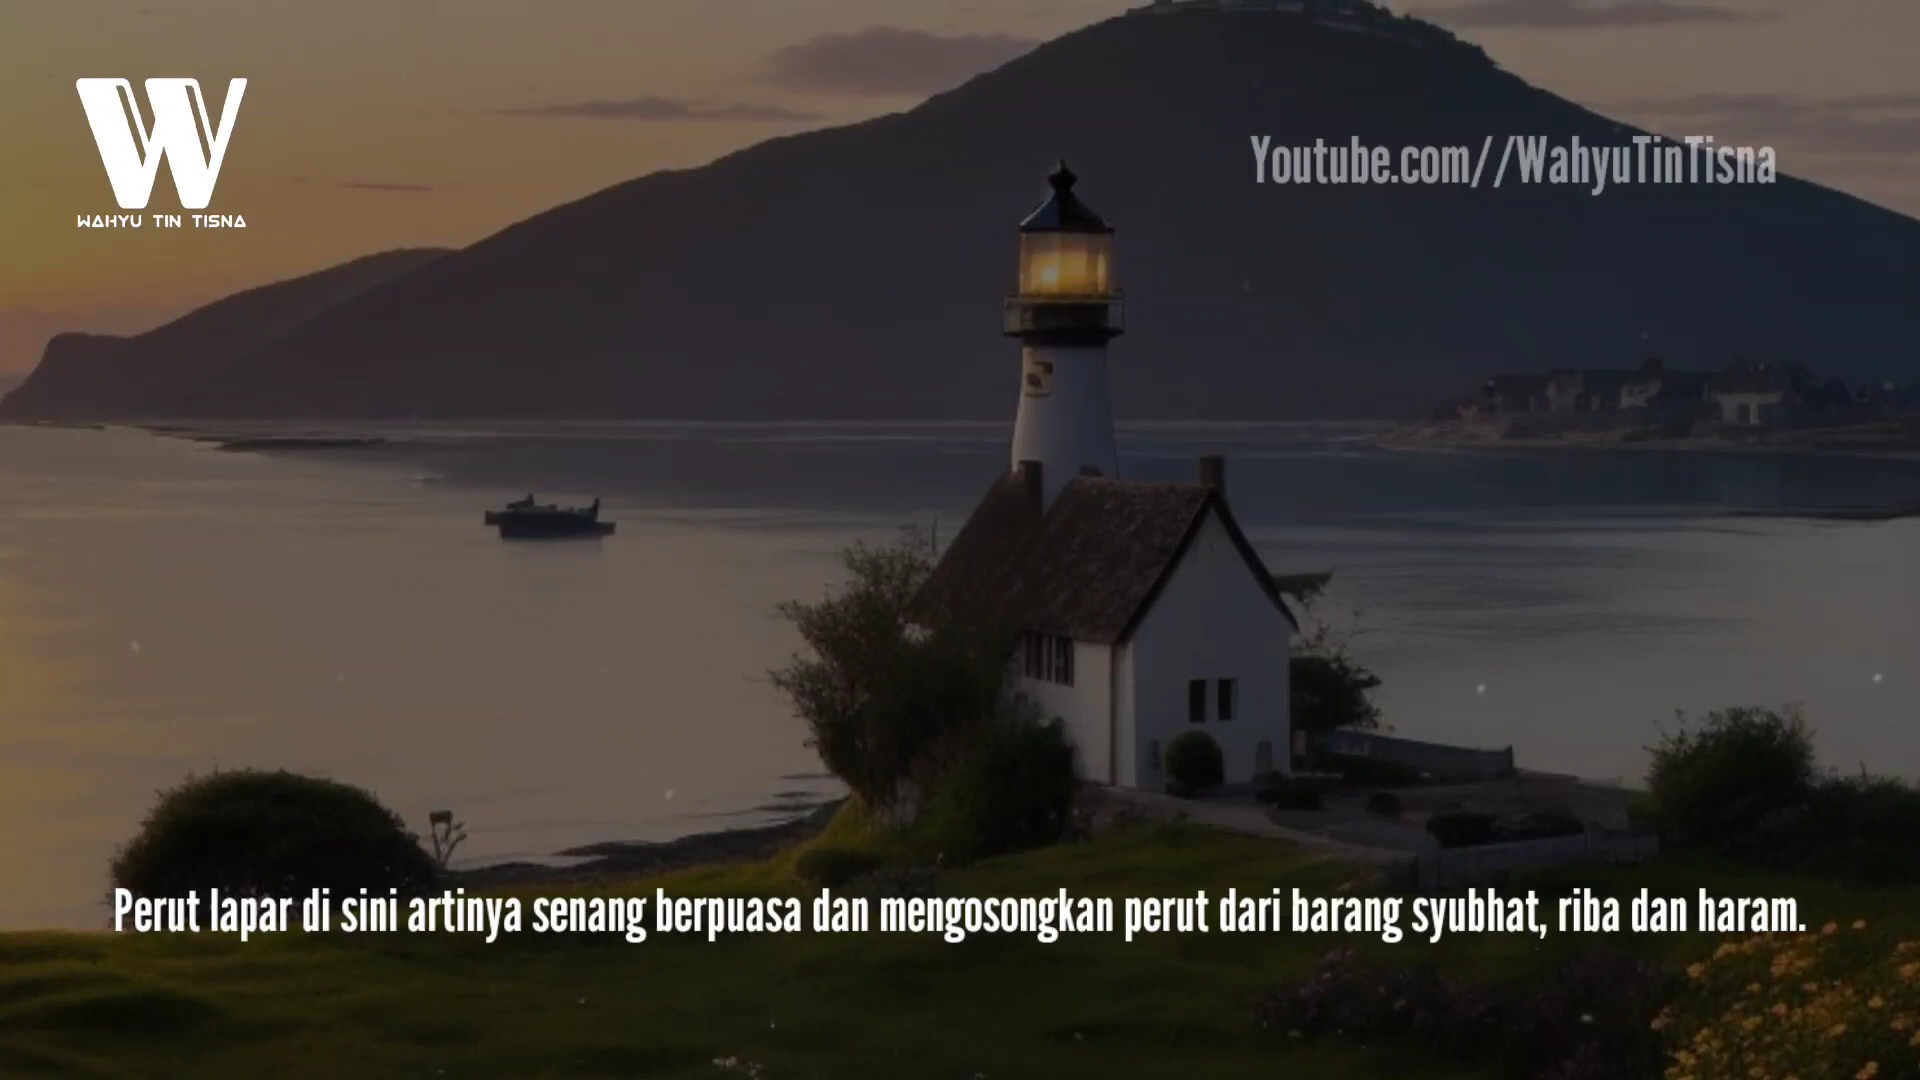 W
WAHYU TIN TISNA
Youtube.com//WahyuTinTisna
Perut lapar di sini artinya senang berpuasa dan mengosongkan perut dari barang syubhat, riba dan haram.